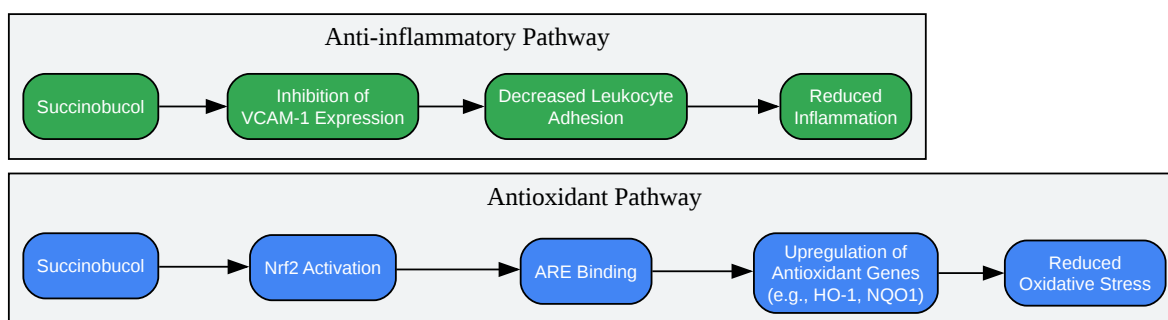 Anti-inflammatory Pathway
Succinobucol
Inhibition of
VCAM-1 Expression
Decreased Leukocyte
Adhesion
Reduced
Inflammation
Antioxidant Pathway
Succinobucol
Nrf2 Activation
ARE Binding
Upregulation of
Antioxidant Genes
(e.g., HO-1, NQO1)
Reduced
Oxidative Stress